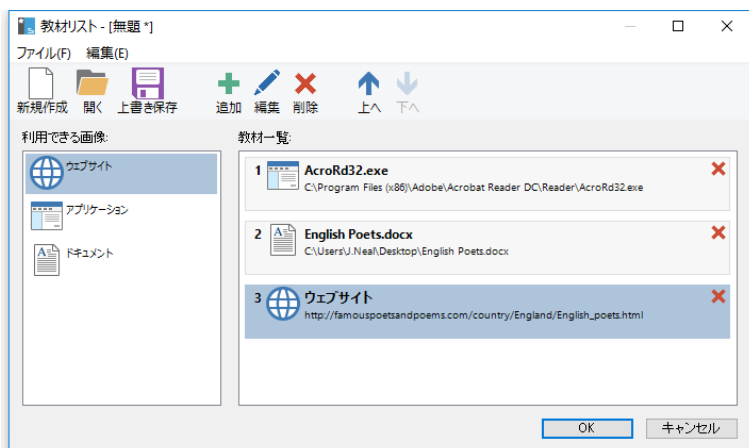 教材リスト - [無題 *]
ファイル(F) 編集(E)
新規作成 開く 上書き保存 追加 編集 削除 上へ 下へ
利用できる画像:
ウェブサイト
アプリケーション
ドキュメント
教材一覧:
1 AcroRd32.exe
C:\Program Files (x86)\Adobe\Acrobat Reader DC\Reader\AcroRd32.exe
2 English Poets.docx
C:\Users\J.Neal\Desktop\English Poets.docx
3 ウェブサイト
http://famouspoetsandpoems.com/country/England/English_poets.html
OK キャンセル